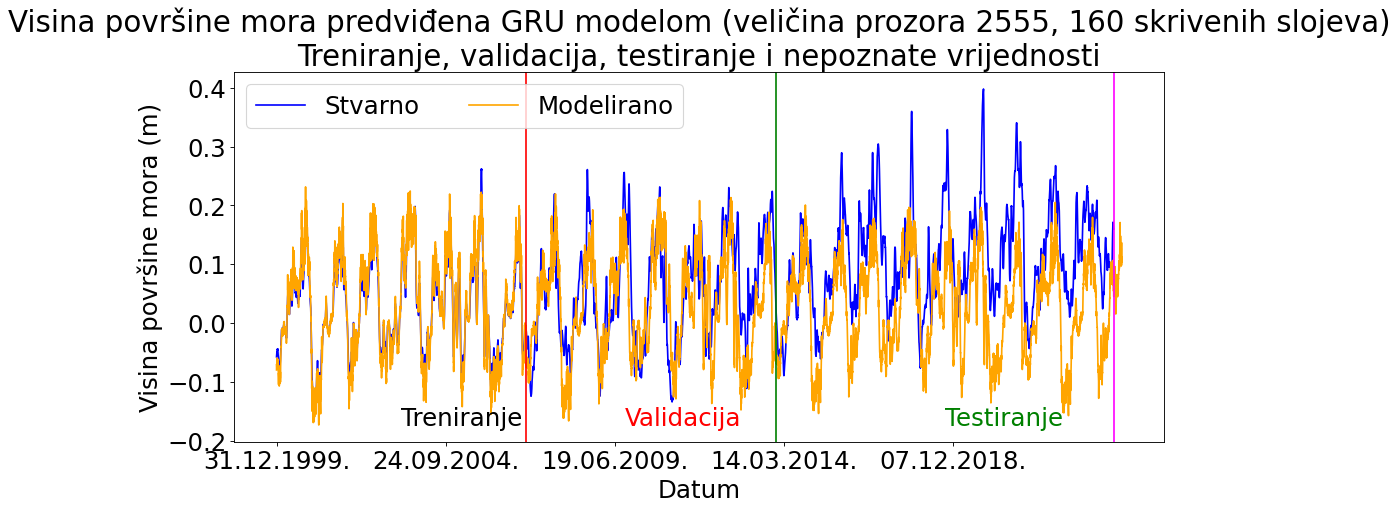 Visina površine mora predviđena GRU modelom (veličina prozora 2555, 160 skrivenih slojeva)
Treniranje, validacija, testiranje i nepoznate vrijednosti
Stvarno
Modelirano
0.4
0.3
0.2
0.1
0.0
−0.1
−0.2
Visina površine mora (m)
Treniranje
Validacija
Testiranje
31.12.1999.
24.09.2004.
19.06.2009.
14.03.2014.
07.12.2018.
Datum